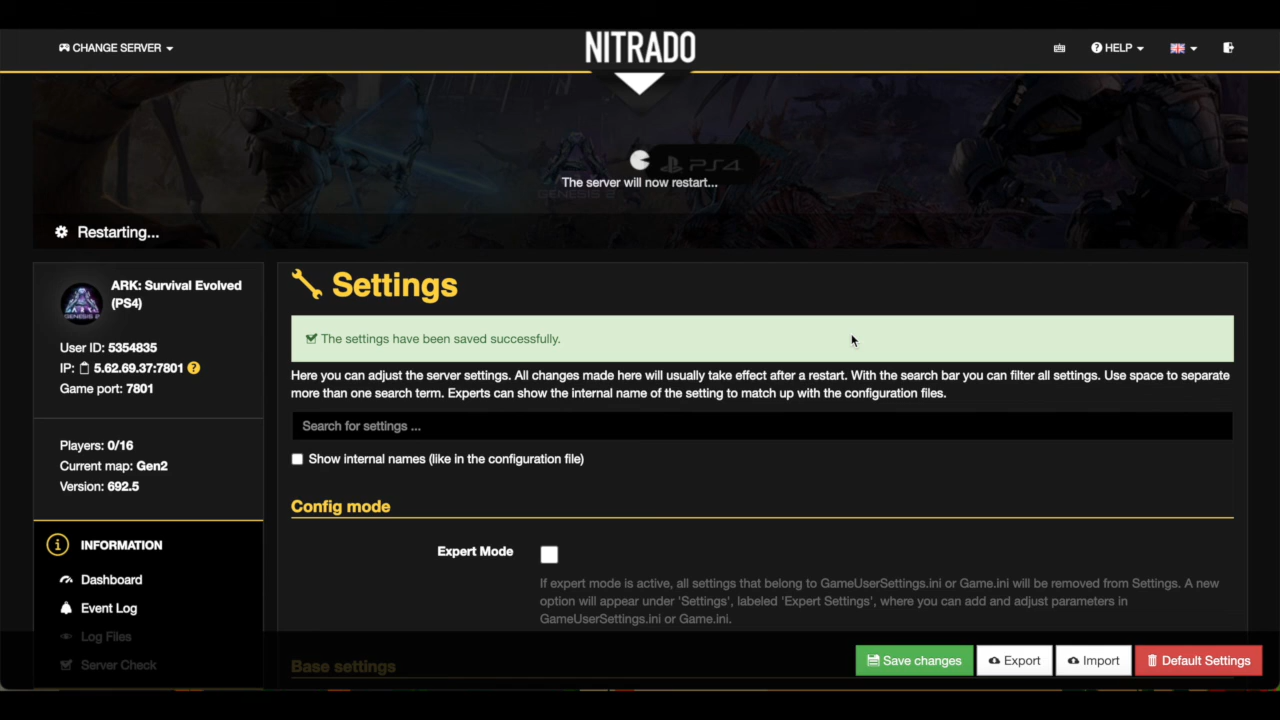 CHANGE SERVER
NITRADO
HELP
PS4
The server will now restart...
Restarting...
ARK: Survival Evolved
(PS4)
User ID: 5354835
IP: 5.62.69.37:7801
Game port: 7801
Players: 0/16
Current map: Gen2
Version: 692.5
INFORMATION
Dashboard
Event Log
Log Files
Server Check
Settings
The settings have been saved successfully.
Here you can adjust the server settings. All changes made here will usually take effect after a restart. With the search bar you can filter all settings. Use space to separate
more than one search term. Experts can show the internal name of the setting to match up with the configuration files.
Search for settings ...
Show internal names (like in the configuration file)
Config mode
Expert Mode
If expert mode is active, all settings that belong to GameUserSettings.ini or Game.ini will be removed from Settings. A new
option will appear under 'Settings', labeled 'Expert Settings', where you can add and adjust parameters in
GameUserSettings.ini or Game.ini.
Base settings
Save changes
Export
Import
Default Settings